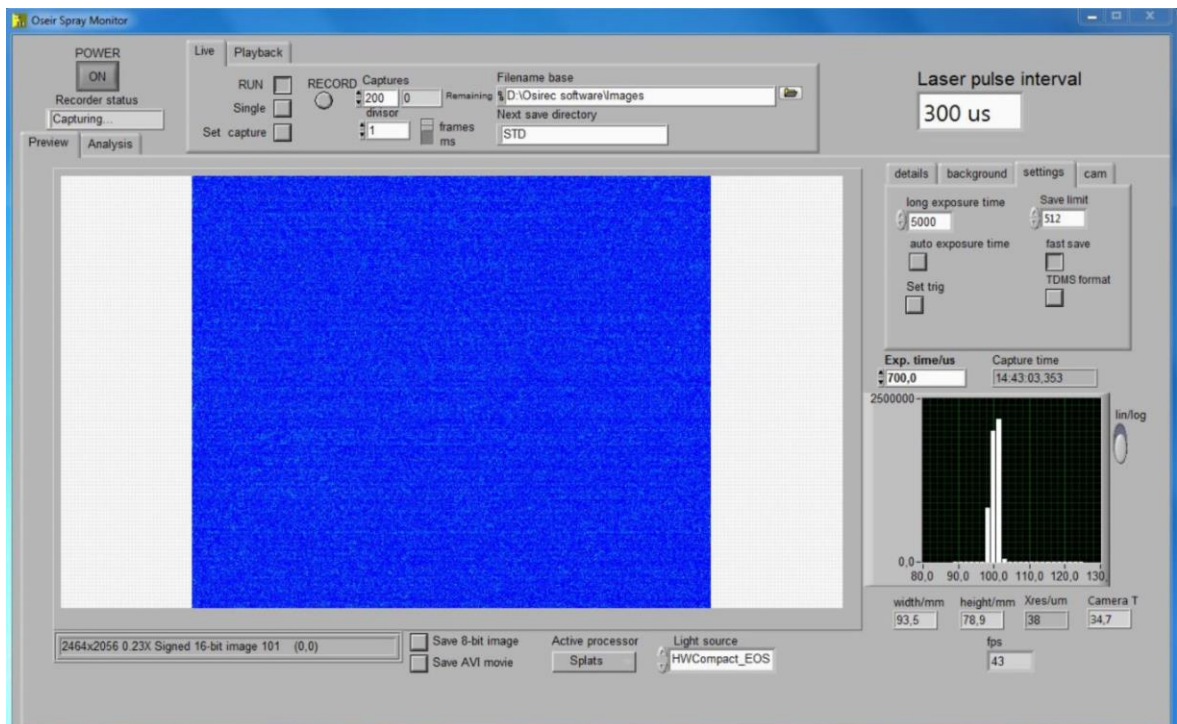 Oseir Spray Monitor
POWER
ON
Recorder status
Capturing...
Live Playback
RUN
Single
Set capture
RECORD
Captures
200 0 Remaining
divisor
1
frames
ms
Filename base
D:\Osirec software\Images
Next save directory
STD
Laser pulse interval
300 us
Preview Analysis
details background settings cam
long exposure time
5000
Save limit
512
auto exposure time
fast save
Set trig
TDMS format
Exp. time/us
700,0
Capture time
14:43:03,353
2500000
0,0
80,0 90,0 100,0 110,0 120,0 130,
lin/log
width/mm height/mm Xres/um Camera T
93,5 78,9 38 34,7
fps
43
2464x2056 0.23X Signed 16-bit image 101 (0,0)
Save 8-bit image
Save AVI movie
Active processor
Splats
Light source
HWCompact_EOS